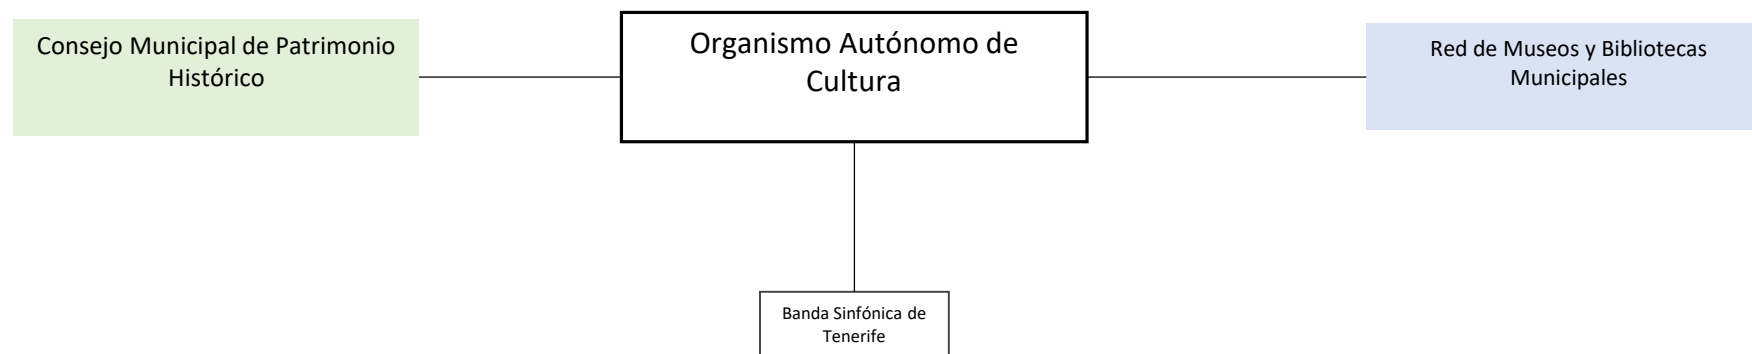 Consejo Municipal de Patrimonio
Histórico
Organismo Autónomo de
Cultura
Red de Museos y Bibliotecas
Municipales
Banda Sinfónica de
Tenerife